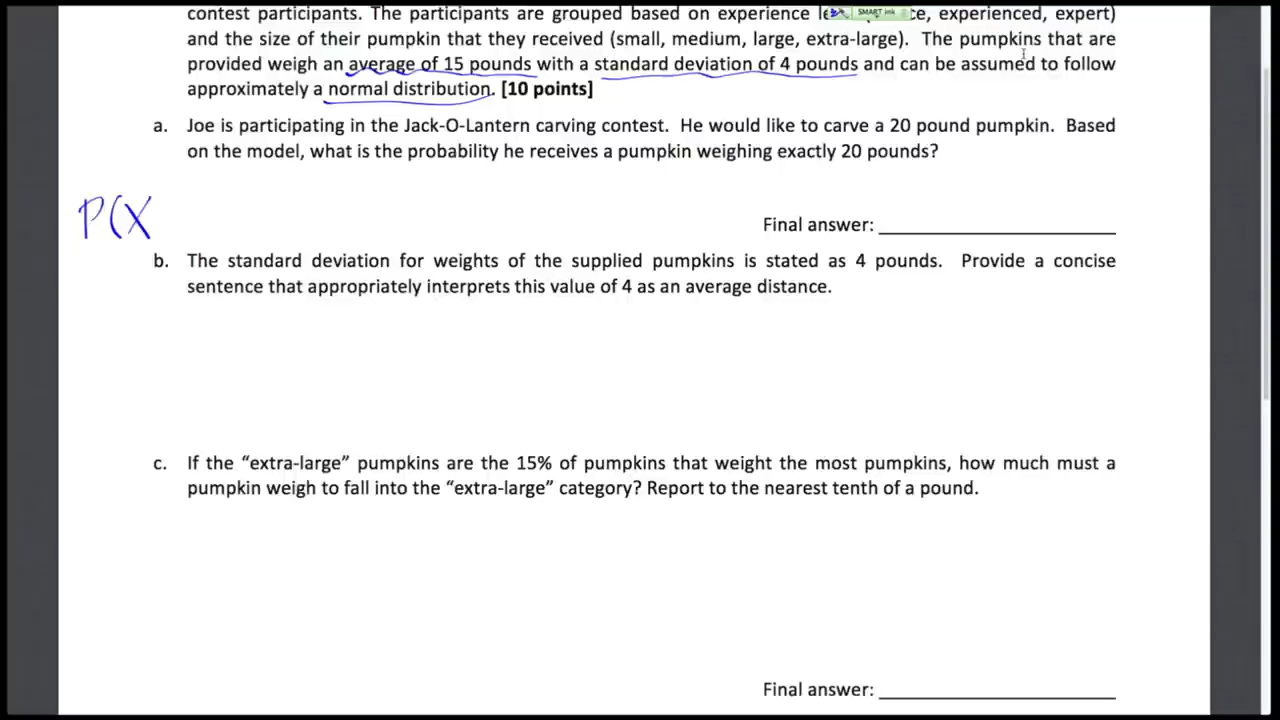 contest participants. The participants are grouped based on experience le SMART Ink ce, experienced, expert)
and the size of their pumpkin that they received (small, medium, large, extra-large). The pumpkins that are
provided weigh an average of 15 pounds with a standard deviation of 4 pounds and can be assumed to follow
approximately a normal distribution. [10 points]
a. Joe is participating in the Jack-O-Lantern carving contest. He would like to carve a 20 pound pumpkin. Based
on the model, what is the probability he receives a pumpkin weighing exactly 20 pounds?
P(X
Final answer:
b. The standard deviation for weights of the supplied pumpkins is stated as 4 pounds. Provide a concise
sentence that appropriately interprets this value of 4 as an average distance.
c. If the “extra-large” pumpkins are the 15% of pumpkins that weight the most pumpkins, how much must a
pumpkin weigh to fall into the “extra-large” category? Report to the nearest tenth of a pound.
Final answer: